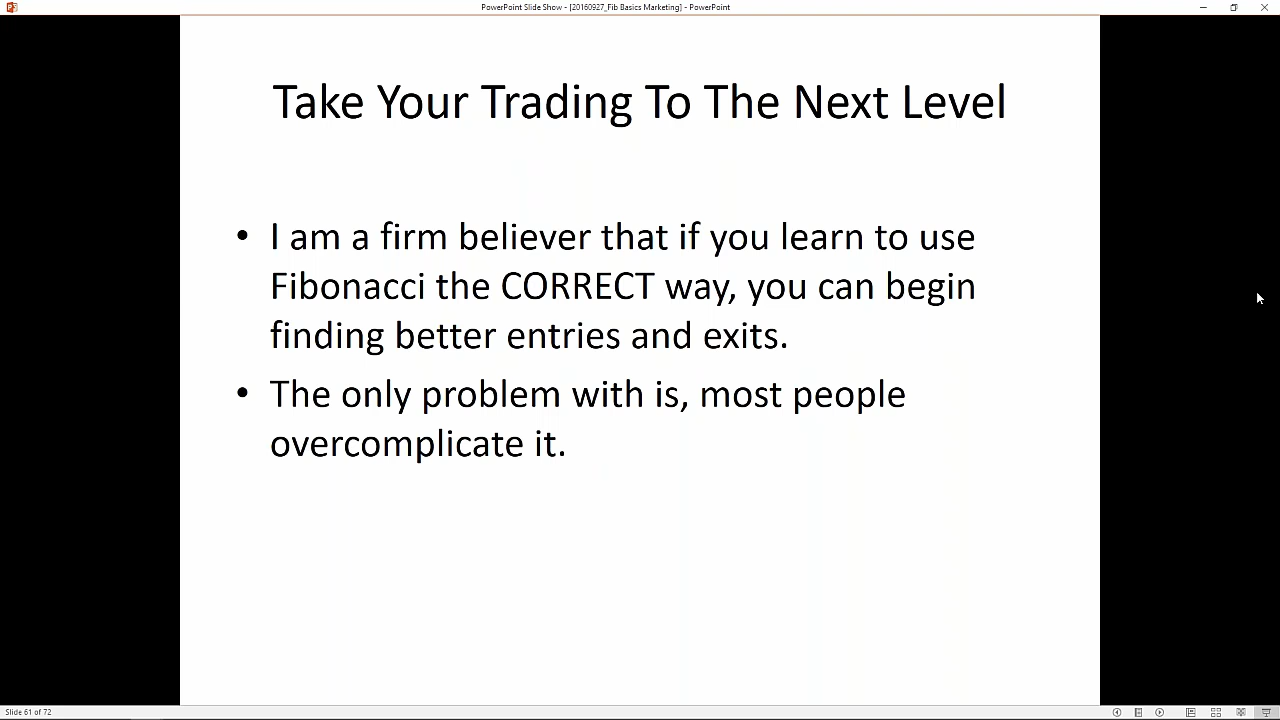 PowerPoint Slide Show - [20160927_Fib Basics Marketing] - PowerPoint
Take Your Trading To The Next Level
• I am a firm believer that if you learn to use
Fibonacci the CORRECT way, you can begin
finding better entries and exits.
• The only problem with is, most people
overcomplicate it.
Slide 61 of 72